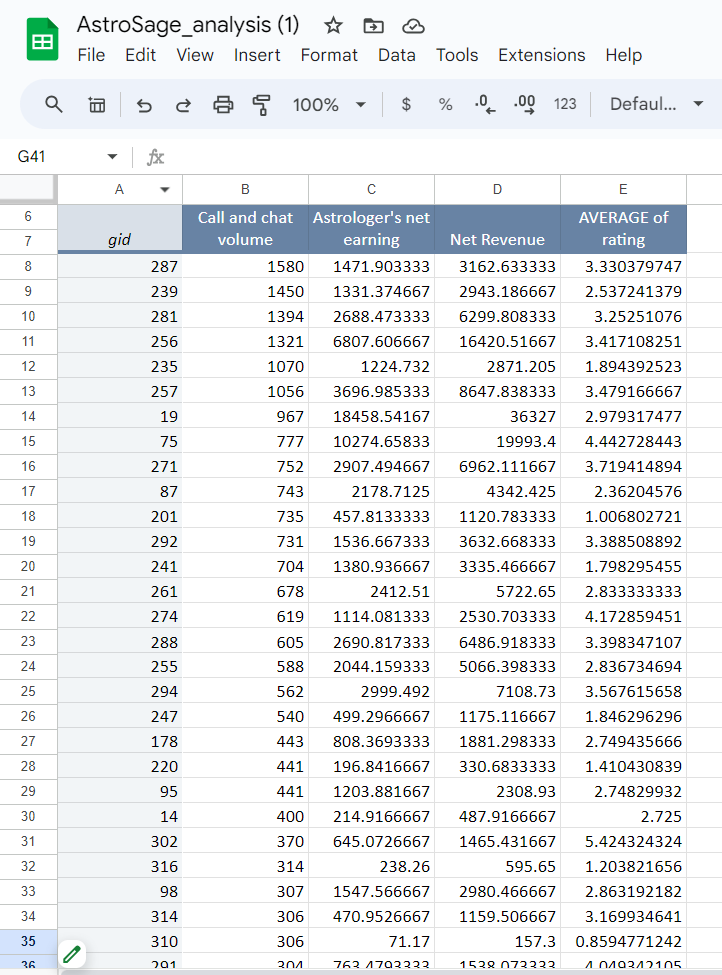 AstroSage_analysis (1)
File Edit View Insert Format Data Tools Extensions Help
100% $ % .0 .00 123 Defaul...
G41 fx
A B C D E
6 Call and chat Astrologer's net AVERAGE of
7 gid volume earning Net Revenue rating
8 287 1580 1471.903333 3162.633333 3.330379747
9 239 1450 1331.374667 2943.186667 2.537241379
10 281 1394 2688.473333 6299.808333 3.25251076
11 256 1321 6807.606667 16420.51667 3.417108251
12 235 1070 1224.732 2871.205 1.894392523
13 257 1056 3696.985333 8647.838333 3.479166667
14 19 967 18458.54167 36327 2.979317477
15 75 777 10274.65833 19993.4 4.442728443
16 271 752 2907.494667 6962.111667 3.719414894
17 87 743 2178.7125 4342.425 2.36204576
18 201 735 457.8133333 1120.783333 1.006802721
19 292 731 1536.667333 3632.668333 3.388508892
20 241 704 1380.936667 3335.466667 1.798295455
21 261 678 2412.51 5722.65 2.833333333
22 274 619 1114.081333 2530.703333 4.172859451
23 288 605 2690.817333 6486.918333 3.398347107
24 255 588 2044.159333 5066.398333 2.836734694
25 294 562 2999.492 7108.73 3.567615658
26 247 540 499.2966667 1175.116667 1.846296296
27 178 443 808.3693333 1881.298333 2.749435666
28 220 441 196.8416667 330.6833333 1.410430839
29 95 441 1203.881667 2308.93 2.74829932
30 14 400 214.9166667 487.9166667 2.725
31 302 370 645.0726667 1465.431667 5.424324324
32 316 314 238.26 595.65 1.203821656
33 98 307 1547.566667 2980.466667 2.863192182
34 314 306 470.9526667 1159.506667 3.169934641
35 310 306 71.17 157.3 0.8594771242
36 291 304 763.4793333 1538.073333 4.049342105